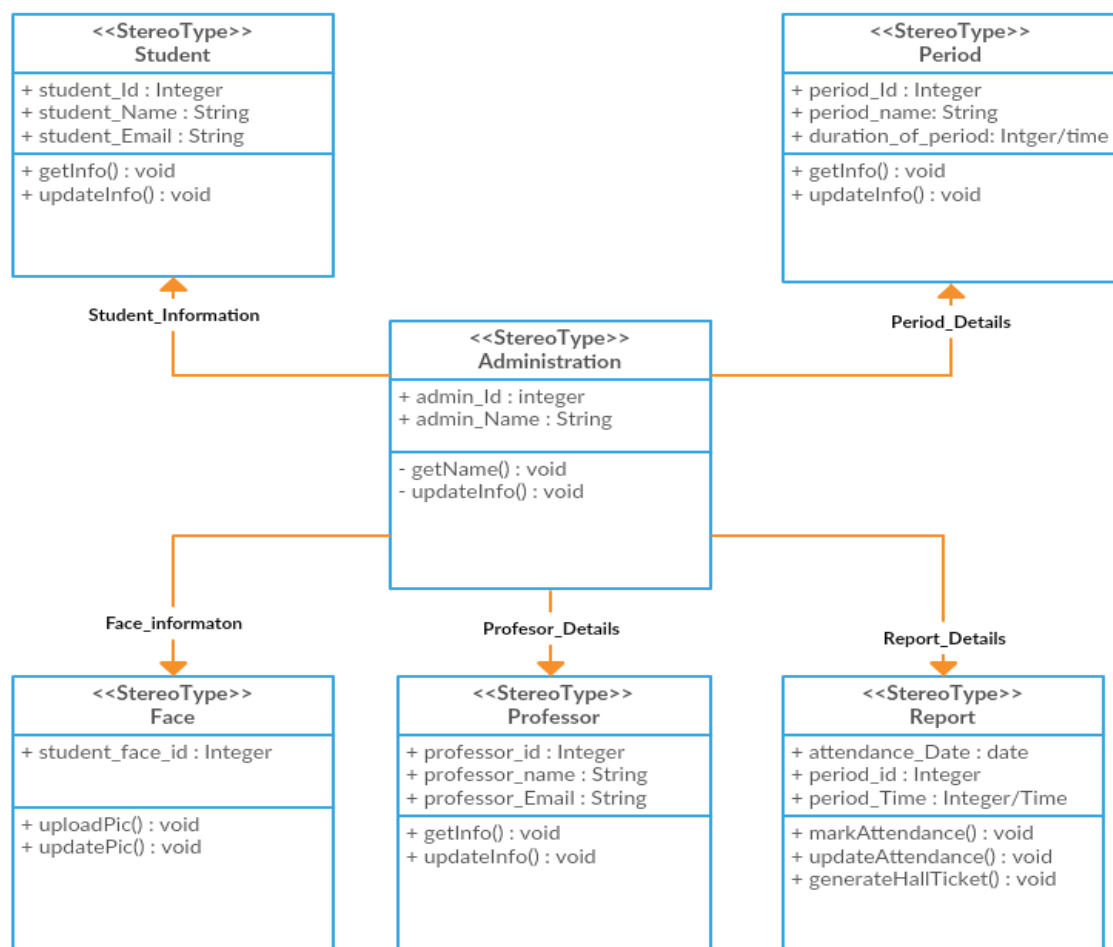 <<StereoType>>
Student
+ student_Id : Integer
+ student_Name : String
+ student_Email : String
+ getInfo() : void
+ updateInfo() : void
<<StereoType>>
Period
+ period_Id : Integer
+ period_name: String
+ duration_of_period: Intger/time
+ getInfo() : void
+ updateInfo() : void
Student_Information
Period_Details
<<StereoType>>
Administration
+ admin_Id : integer
+ admin_Name : String
- getName() : void
- updateInfo() : void
Face_informaton
Profesor_Details
Report_Details
<<StereoType>>
Face
+ student_face_id : Integer
+ uploadPic() : void
+ updatePic() : void
<<StereoType>>
Professor
+ professor_id : Integer
+ professor_name : String
+ professor_Email : String
+ getInfo() : void
+ updateInfo() : void
<<StereoType>>
Report
+ attendance_Date : date
+ period_id : Integer
+ period_Time : Integer/Time
+ markAttendance() : void
+ updateAttendance() : void
+ generateHallTicket() : void